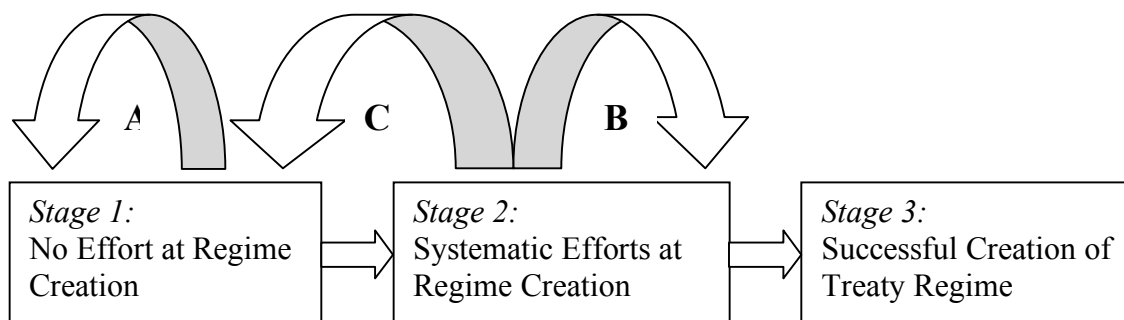 A C B
Stage 1:
No Effort at Regime
Creation
Stage 2:
Systematic Efforts at
Regime Creation
Stage 3:
Successful Creation of
Treaty Regime